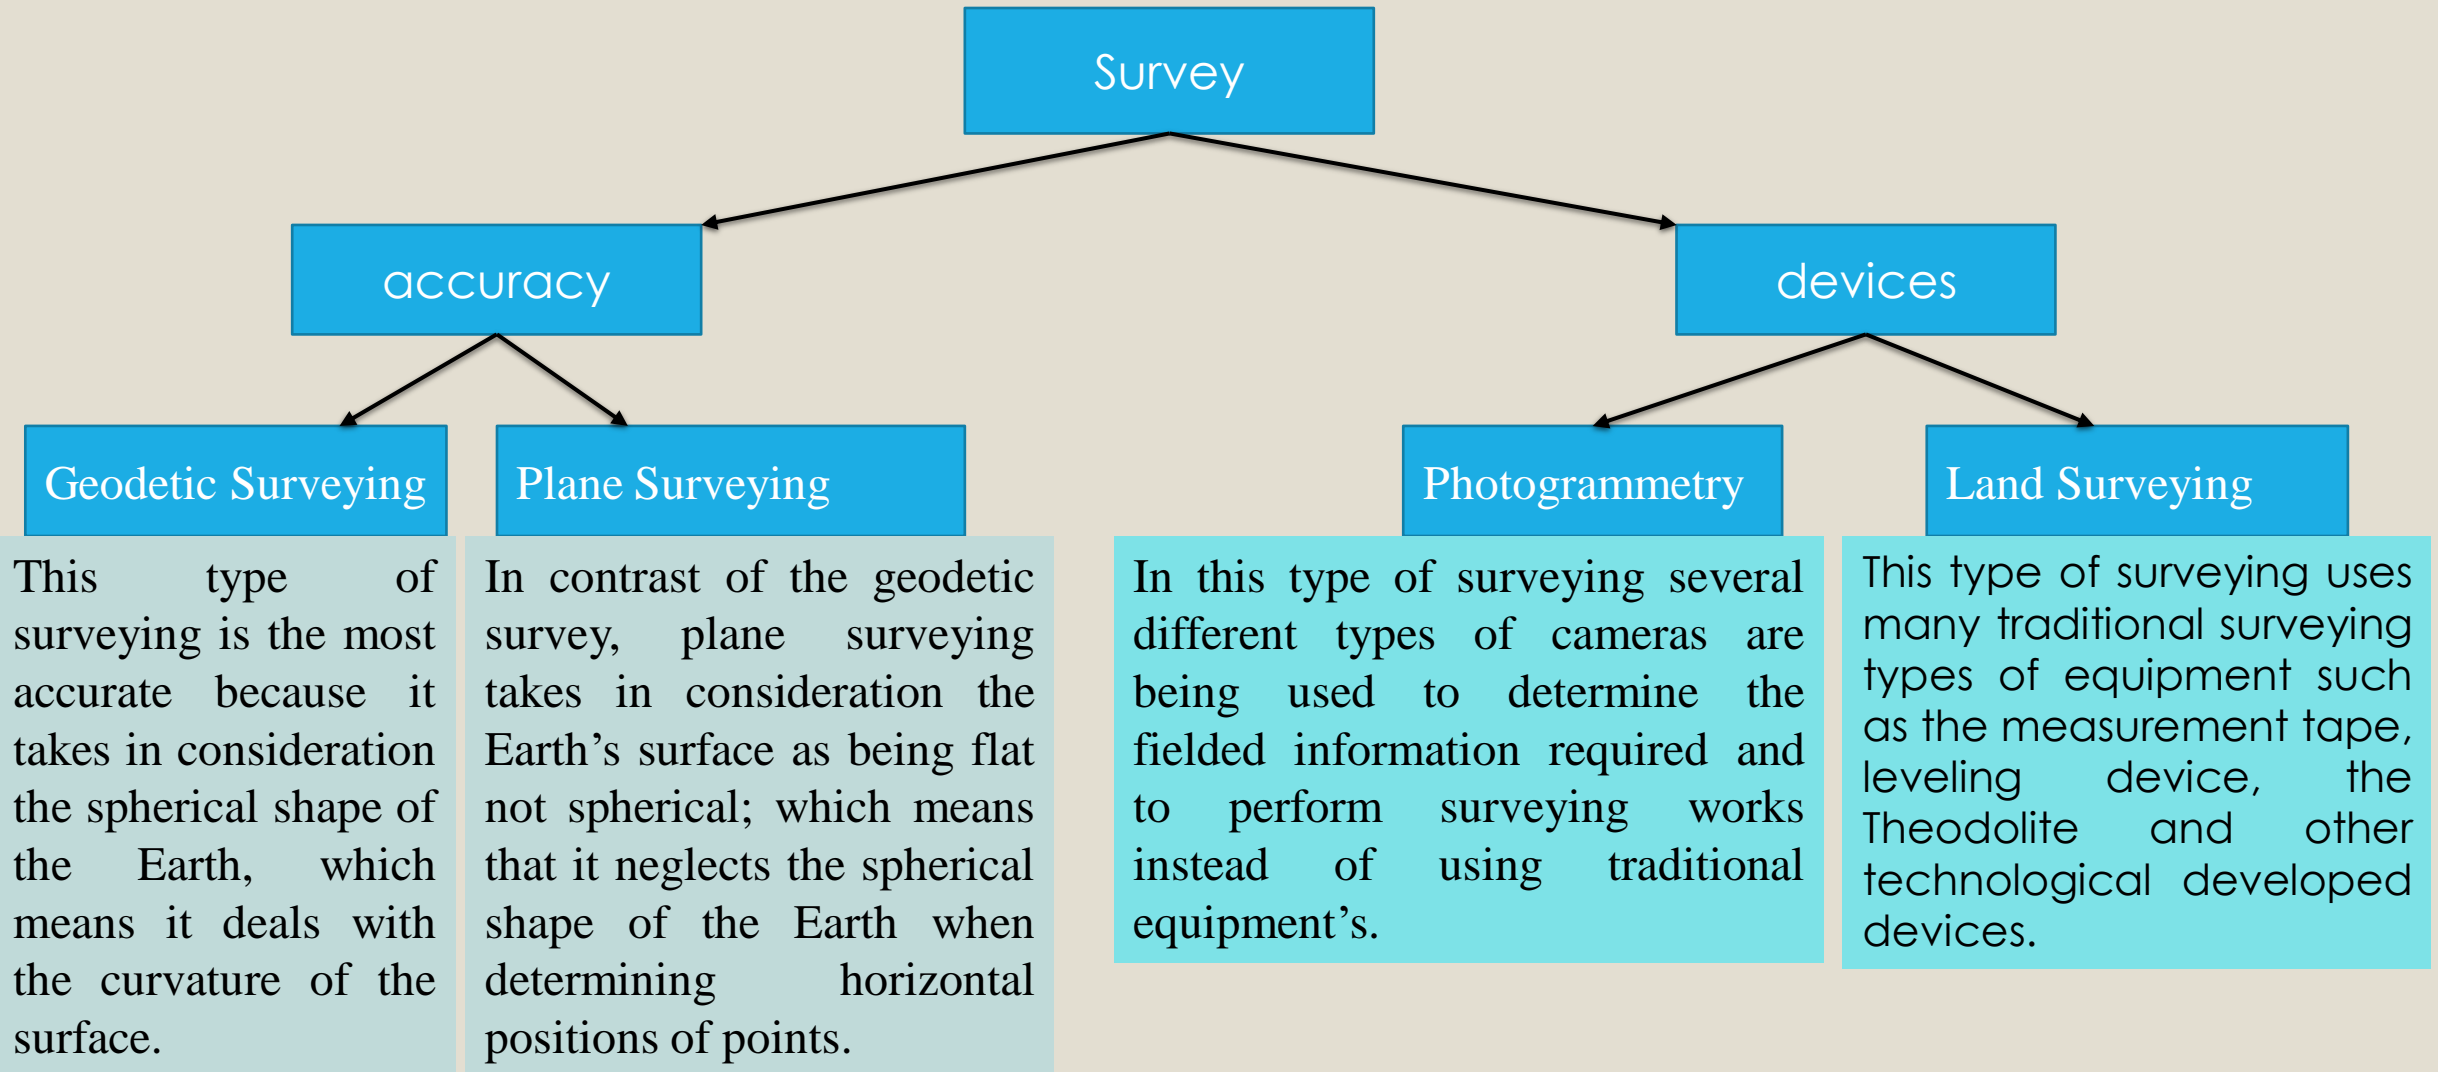 Survey
accuracy
devices
Geodetic Surveying
Plane Surveying
Photogrammetry
Land Surveying
This type of
surveying is the most
accurate because it
takes in consideration
the spherical shape of
the Earth, which
means it deals with
the curvature of the
surface.
In contrast of the geodetic
survey, plane surveying
takes in consideration the
Earth’s surface as being flat
not spherical; which means
that it neglects the spherical
shape of the Earth when
determining horizontal
positions of points.
In this type of surveying several
different types of cameras are
being used to determine the
fielded information required and
to perform surveying works
instead of using traditional
equipment’s.
This type of surveying uses
many traditional surveying
types of equipment such
as the measurement tape,
leveling device, the
Theodolite and other
technological developed
devices.